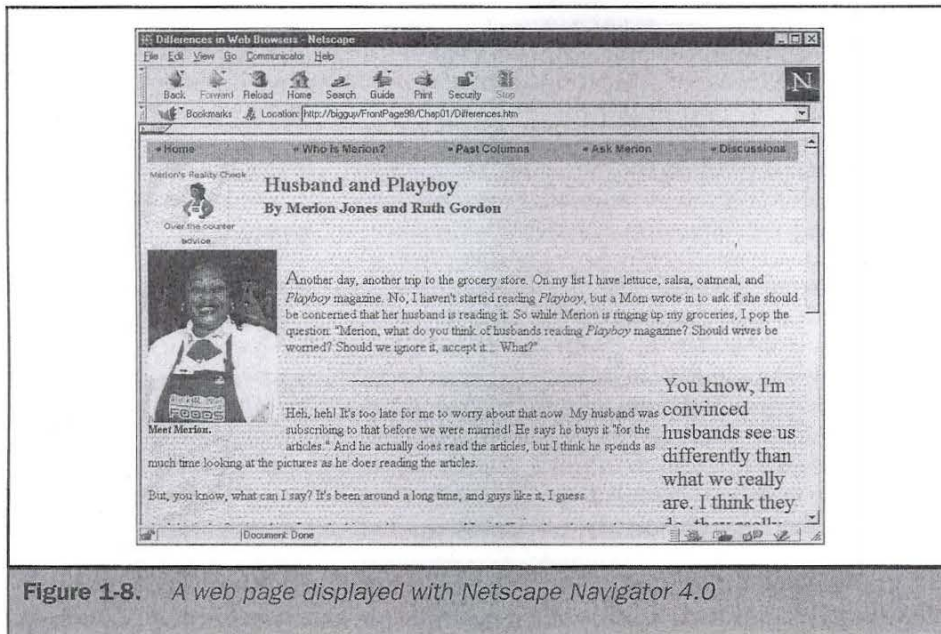 Differences in Web Browsers - Netscape
File Edit View Go Communicator Help
Back Forward Reload Home Search Guide Print Security Stop
Bookmarks Location: http://bigguy/FrontPage98/Chap01/Differences.htm
Home Who is Merion? Past Columns Ask Merion Discussions
Merion's Reality Check
Over the counter
advice.
Husband and Playboy
By Merion Jones and Ruth Gordon
Another day, another trip to the grocery store. On my list I have lettuce, salsa, oatmeal, and
Playboy magazine. No, I haven't started reading Playboy, but a Mom wrote in to ask if she should
be concerned that her husband is reading it. So while Merion is ringing up my groceries, I pop the
question. "Merion, what do you think of husbands reading Playboy magazine? Should wives be
worried? Should we ignore it, accept it... What?"
FOODS
Meet Merion.
Heh, heh! It's too late for me to worry about that now. My husband was
subscribing to that before we were married! He says he buys it "for the
articles." And he actually does read the articles, but I think he spends as
much time looking at the pictures as he does reading the articles.
But, you know, what can I say? It's been around a long time, and guys like it, I guess.
You know, I'm
convinced
husbands see us
differently than
what we really
are. I think they
do, they really
Document: Done
N
Figure 1-8. A web page displayed with Netscape Navigator 4.0